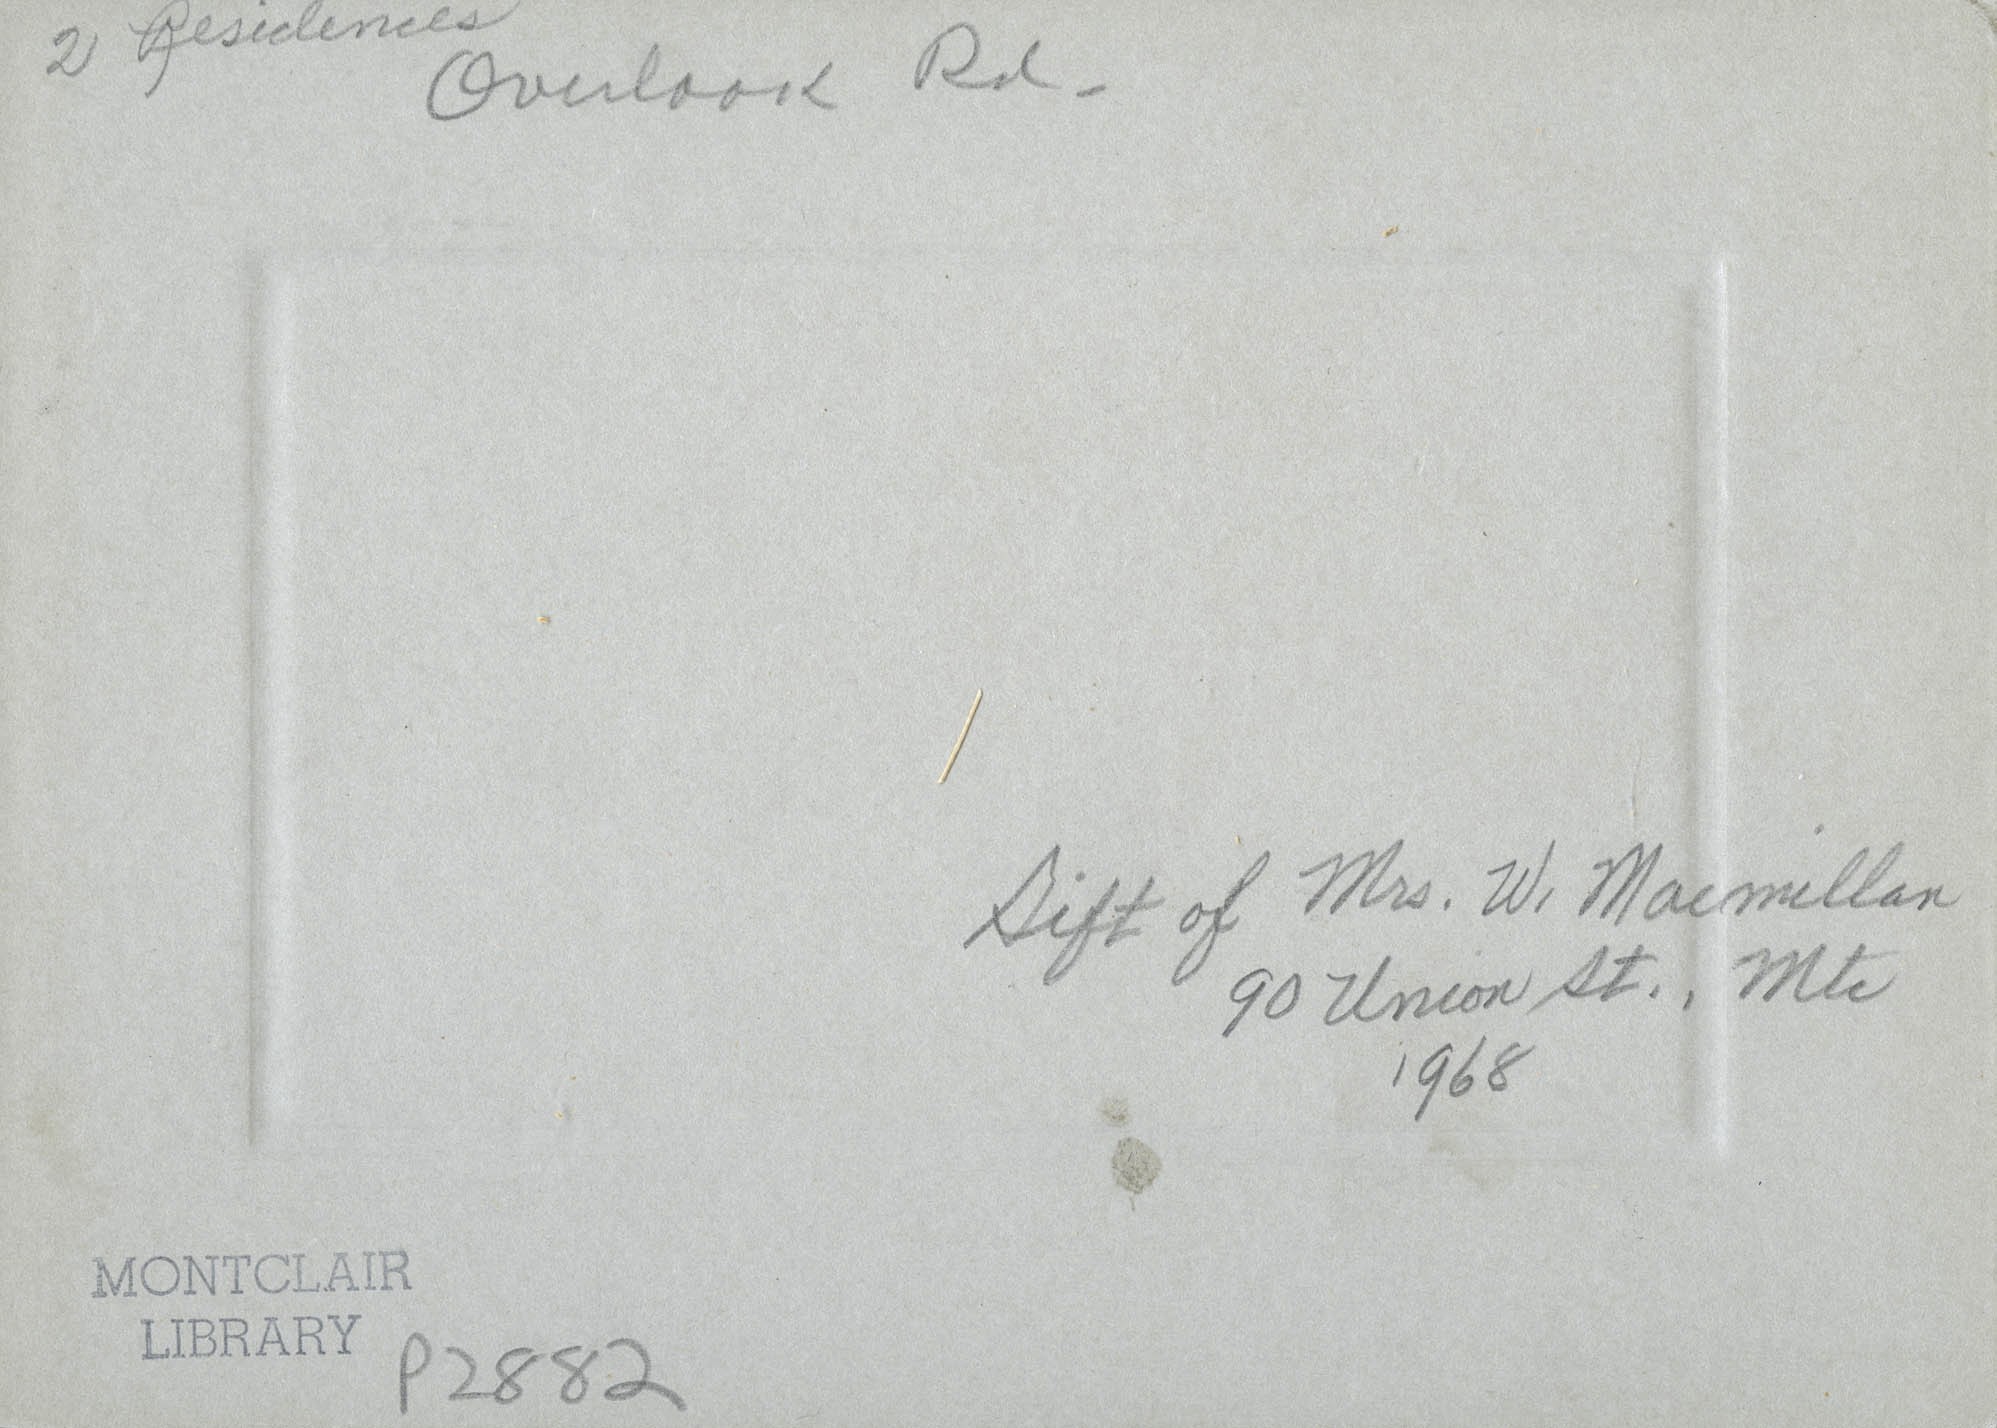 2 Residences
Overlook Rd.
Gift of Mrs. W. Macmillan
90 Union St., Mtc
1968
MONTCLAIR
LIBRARY
P2882